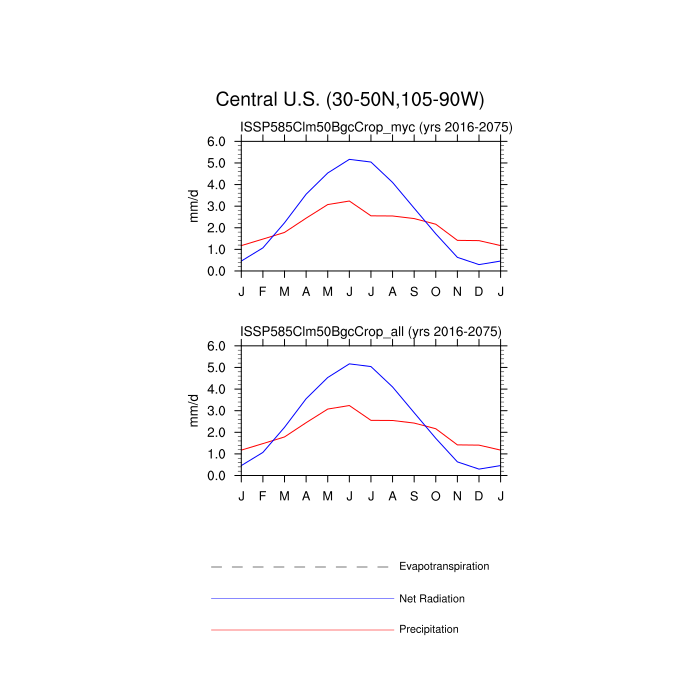 Central U.S. (30-50N,105-90W)
ISSP585Clm50BgcCrop_myc (yrs 2016-2075)
6.0
5.0
4.0
3.0
2.0
1.0
0.0
mm/d
J F M A M J J A S O N D J
ISSP585Clm50BgcCrop_all (yrs 2016-2075)
6.0
5.0
4.0
3.0
2.0
1.0
0.0
mm/d
J F M A M J J A S O N D J
Evapotranspiration
Net Radiation
Precipitation